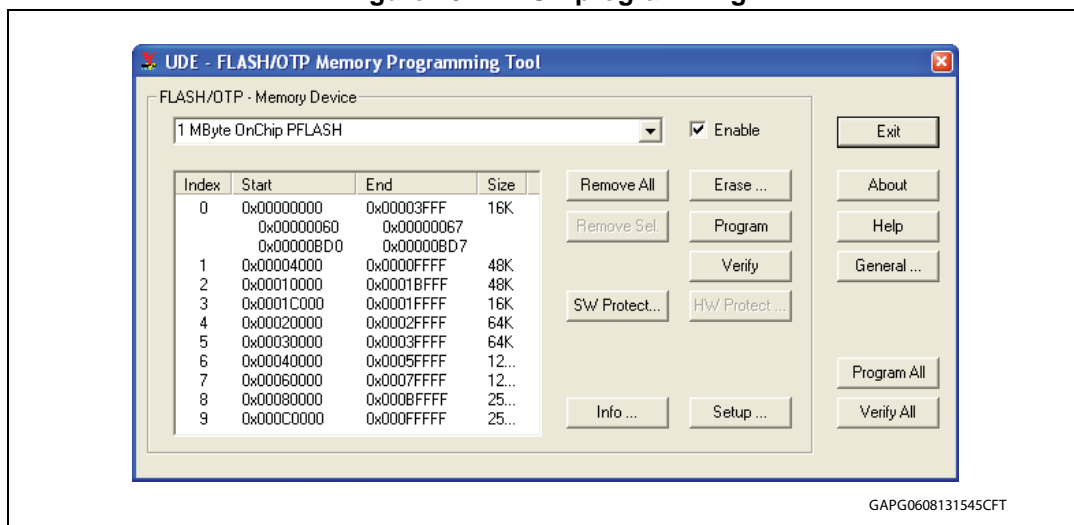 UDE - FLASH/OTP Memory Programming Tool
FLASH/OTP - Memory Device
1 MByte OnChip PFLASH
Enable
Exit
Index Start End Size
0 0x00000000 0x00003FFF 16K
0x00000060 0x00000067
0x00000BD0 0x00000BD7
1 0x00004000 0x0000FFFF 48K
2 0x00010000 0x0001BFFF 48K
3 0x0001C000 0x0001FFFF 16K
4 0x00020000 0x0002FFFF 64K
5 0x00030000 0x0003FFFF 64K
6 0x00040000 0x0005FFFF 12...
7 0x00060000 0x0007FFFF 12...
8 0x00080000 0x000BFFFF 25...
9 0x000C0000 0x000FFFFF 25...
Remove All
Erase ...
About
Remove Sel.
Program
Help
Verify
General ...
SW Protect...
HW Protect ...
Program All
Info ...
Setup ...
Verify All
GAPG0608131545CFT